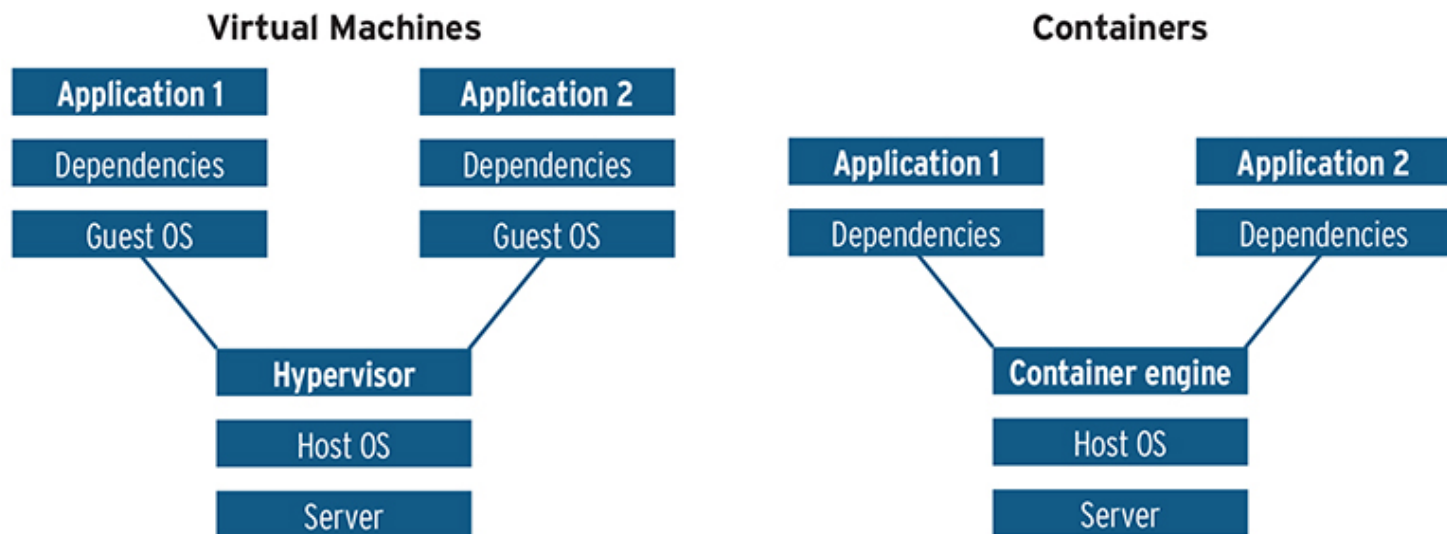 Virtual Machines
Application 1
Application 2
Dependencies
Dependencies
Guest OS
Guest OS
Hypervisor
Host OS
Server
Containers
Application 1
Application 2
Dependencies
Dependencies
Container engine
Host OS
Server